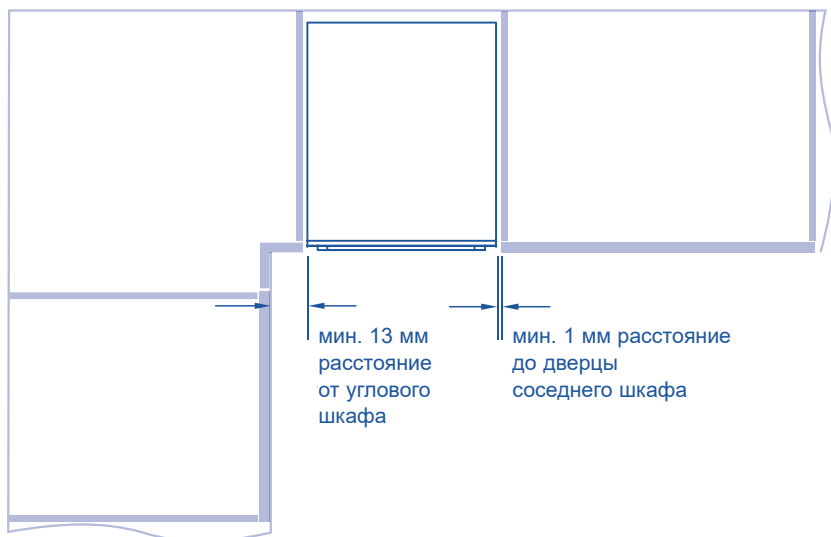 мин. 13 мм
расстояние
от углового
шкафа
мин. 1 мм расстояние
до дверцы
соседнего шкафа